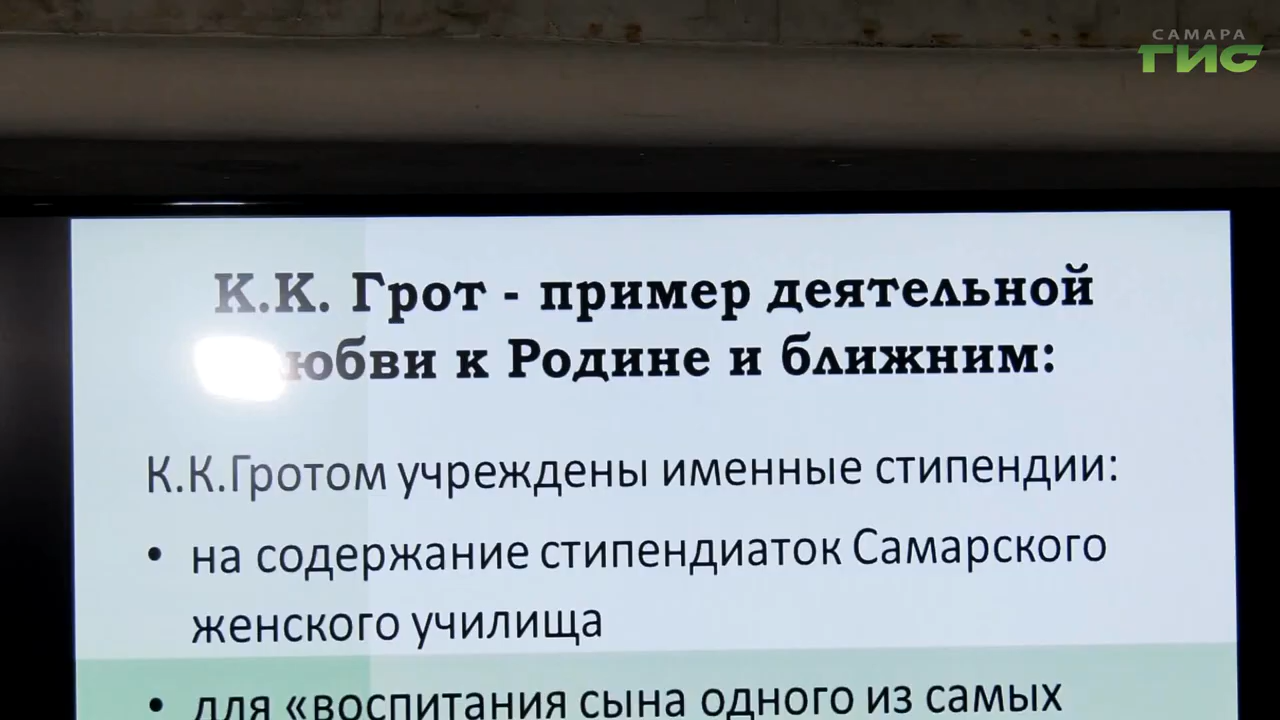 САМАРА
ГИС
К.К. Грот - пример деятельной
юбви к Родине и ближним:
К.К.Гротом учреждены именные стипендии:
• на содержание стипендиаток Самарского
женского училища
• для «воспитания сына одного из самых